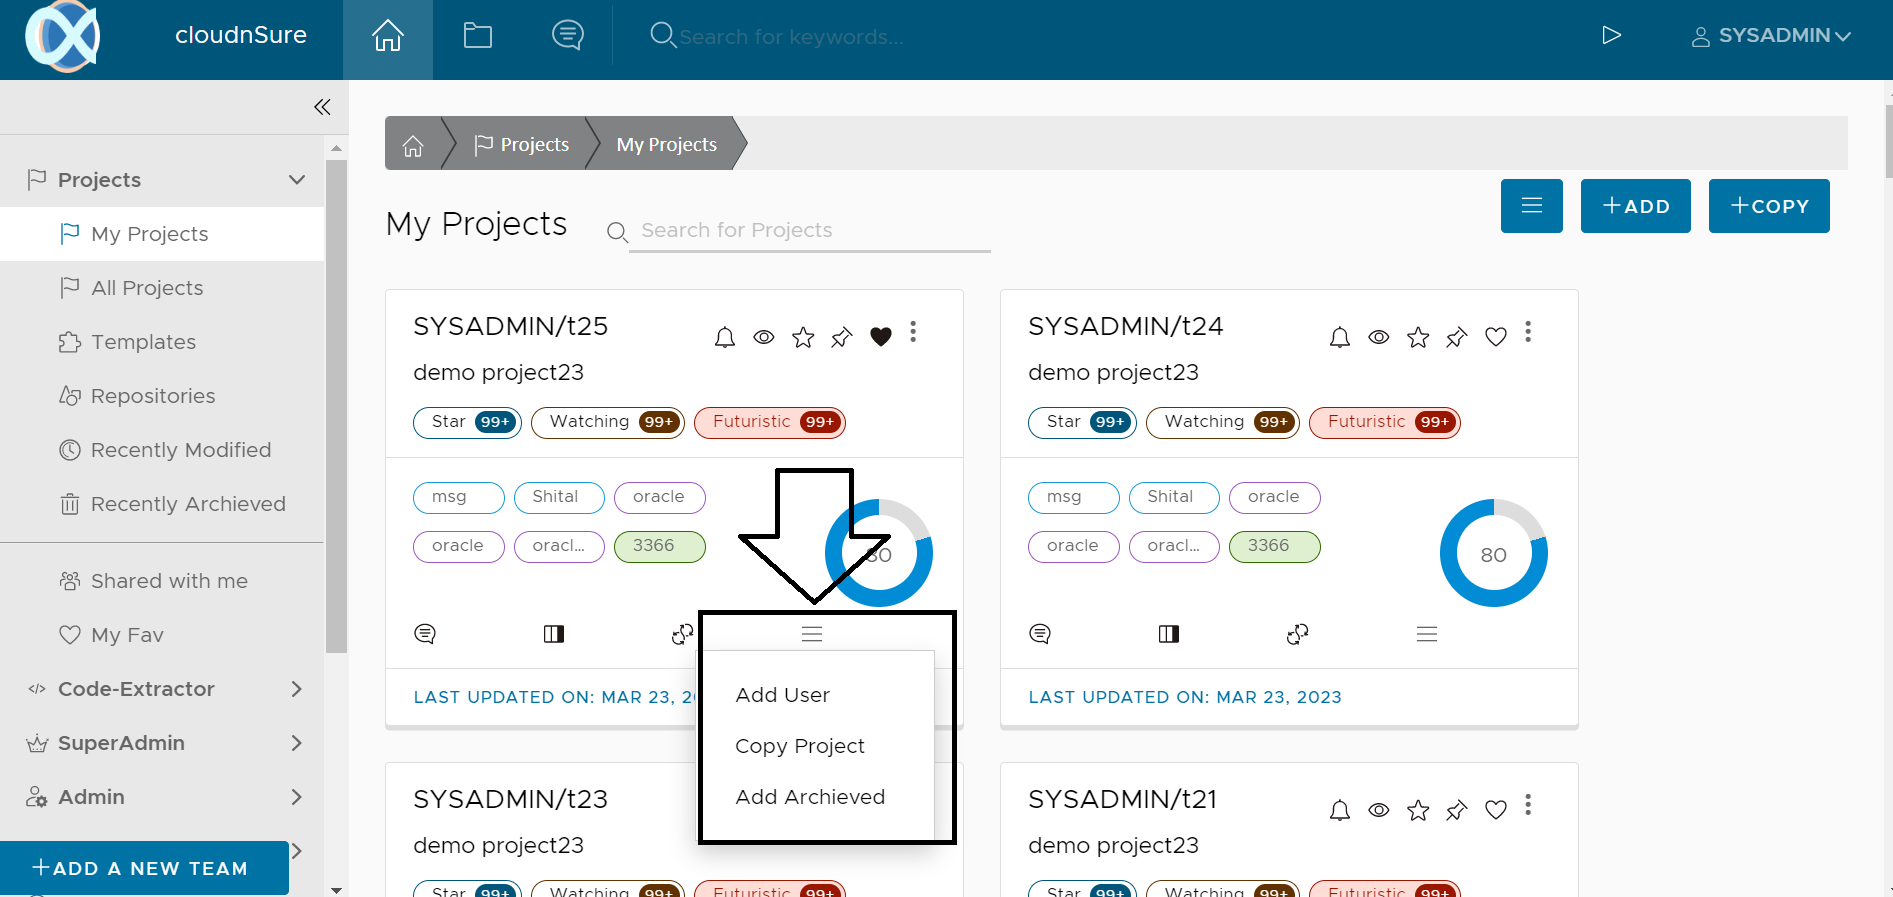 cloudnSure
Search for keywords...
SYSADMIN
Projects
My Projects
All Projects
Templates
Repositories
Recently Modified
Recently Archieved
Shared with me
My Fav
Code-Extractor
SuperAdmin
Admin
+ADD A NEW TEAM
Projects
My Projects
My Projects
Search for Projects
+ADD
+COPY
SYSADMIN/t25
demo project23
Star 99+
Watching 99+
Futuristic 99+
msg
Shital
oracle
oracle
oracl...
3366
80
LAST UPDATED ON: MAR 23,
Add User
Copy Project
Add Archieved
SYSADMIN/t24
demo project23
Star 99+
Watching 99+
Futuristic 99+
msg
Shital
oracle
oracle
oracl...
3366
80
LAST UPDATED ON: MAR 23, 2023
SYSADMIN/t23
demo project23
Star 99+
Watching 99+
Futuristic 99+
SYSADMIN/t21
demo project23
Star 99+
Watching 99+
Futuristic 99+